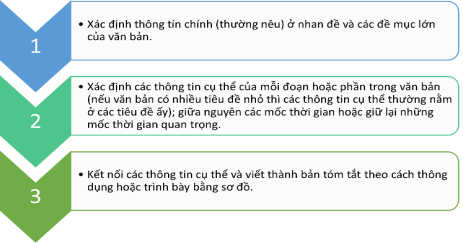 1
• Xác định thông tín chính (thường nêu) ở nhan đề và các đề mục lớn
của văn bản.
2
• Xác định các thông tin cụ thể của mỗi đoạn hoặc phần trong văn bản
(nếu văn bản có nhiều tiêu đề nhỏ thì các thông tin cụ thể thường nằm
ở các tiêu đề ấy); giữa nguyên các mốc thời gian hoặc giữ lại những
mốc thời gian quan trọng.
3
• Kết nối các thông tin cụ thể và viết thành bản tóm tắt theo cách thông
dụng hoặc trình bày bằng sơ đồ.